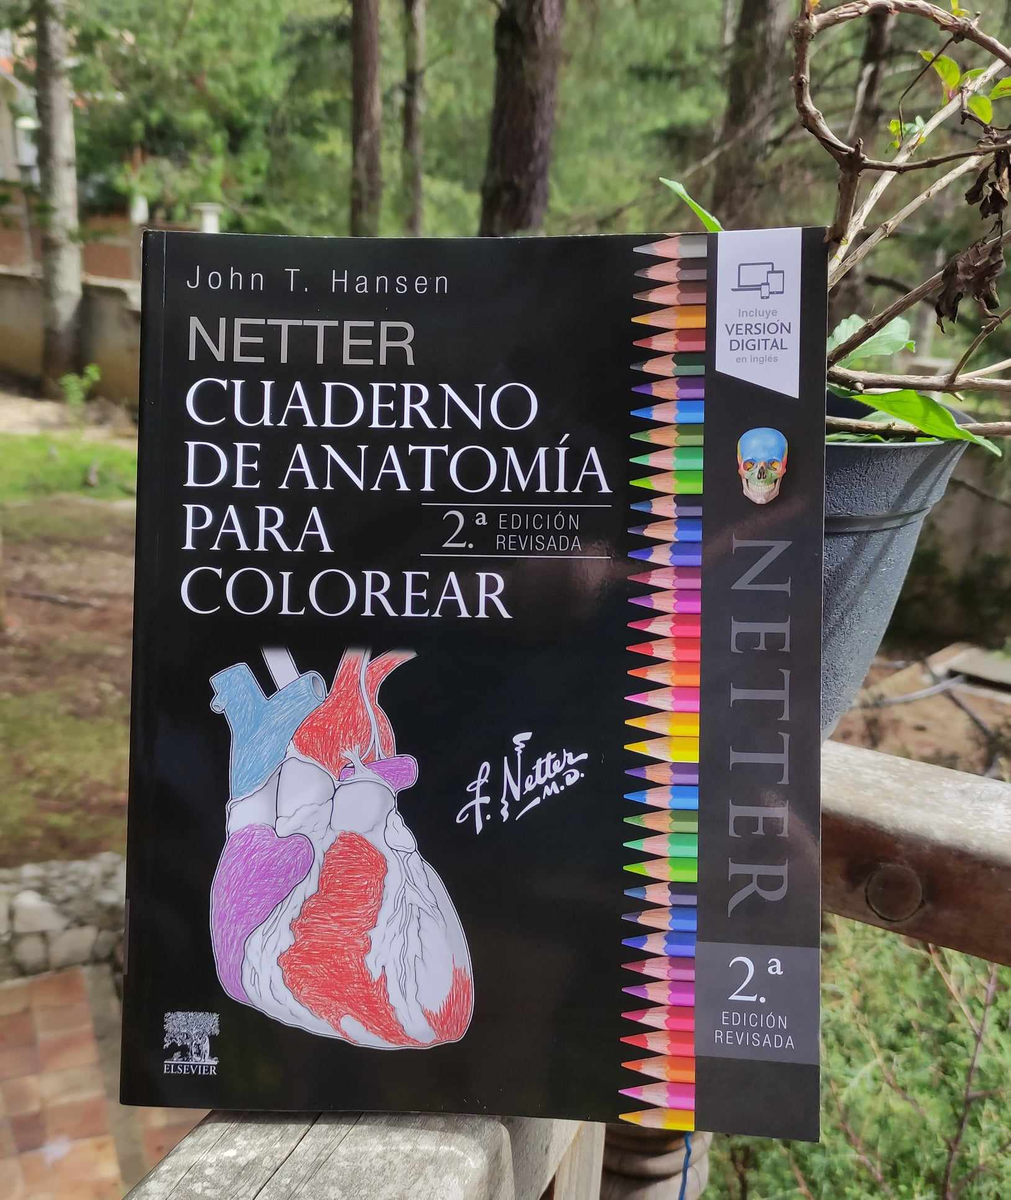 John T. Hansen
NETTER
CUADERNO
DE ANATOMÍA
PARA
COLOREAR
2.ª EDICIÓN
REVISADA
F. Netter
M.D.
ELSEVIER
Incluye
VERSIÓN
DIGITAL
en inglés
NETTER
2.ª
EDICIÓN
REVISADA